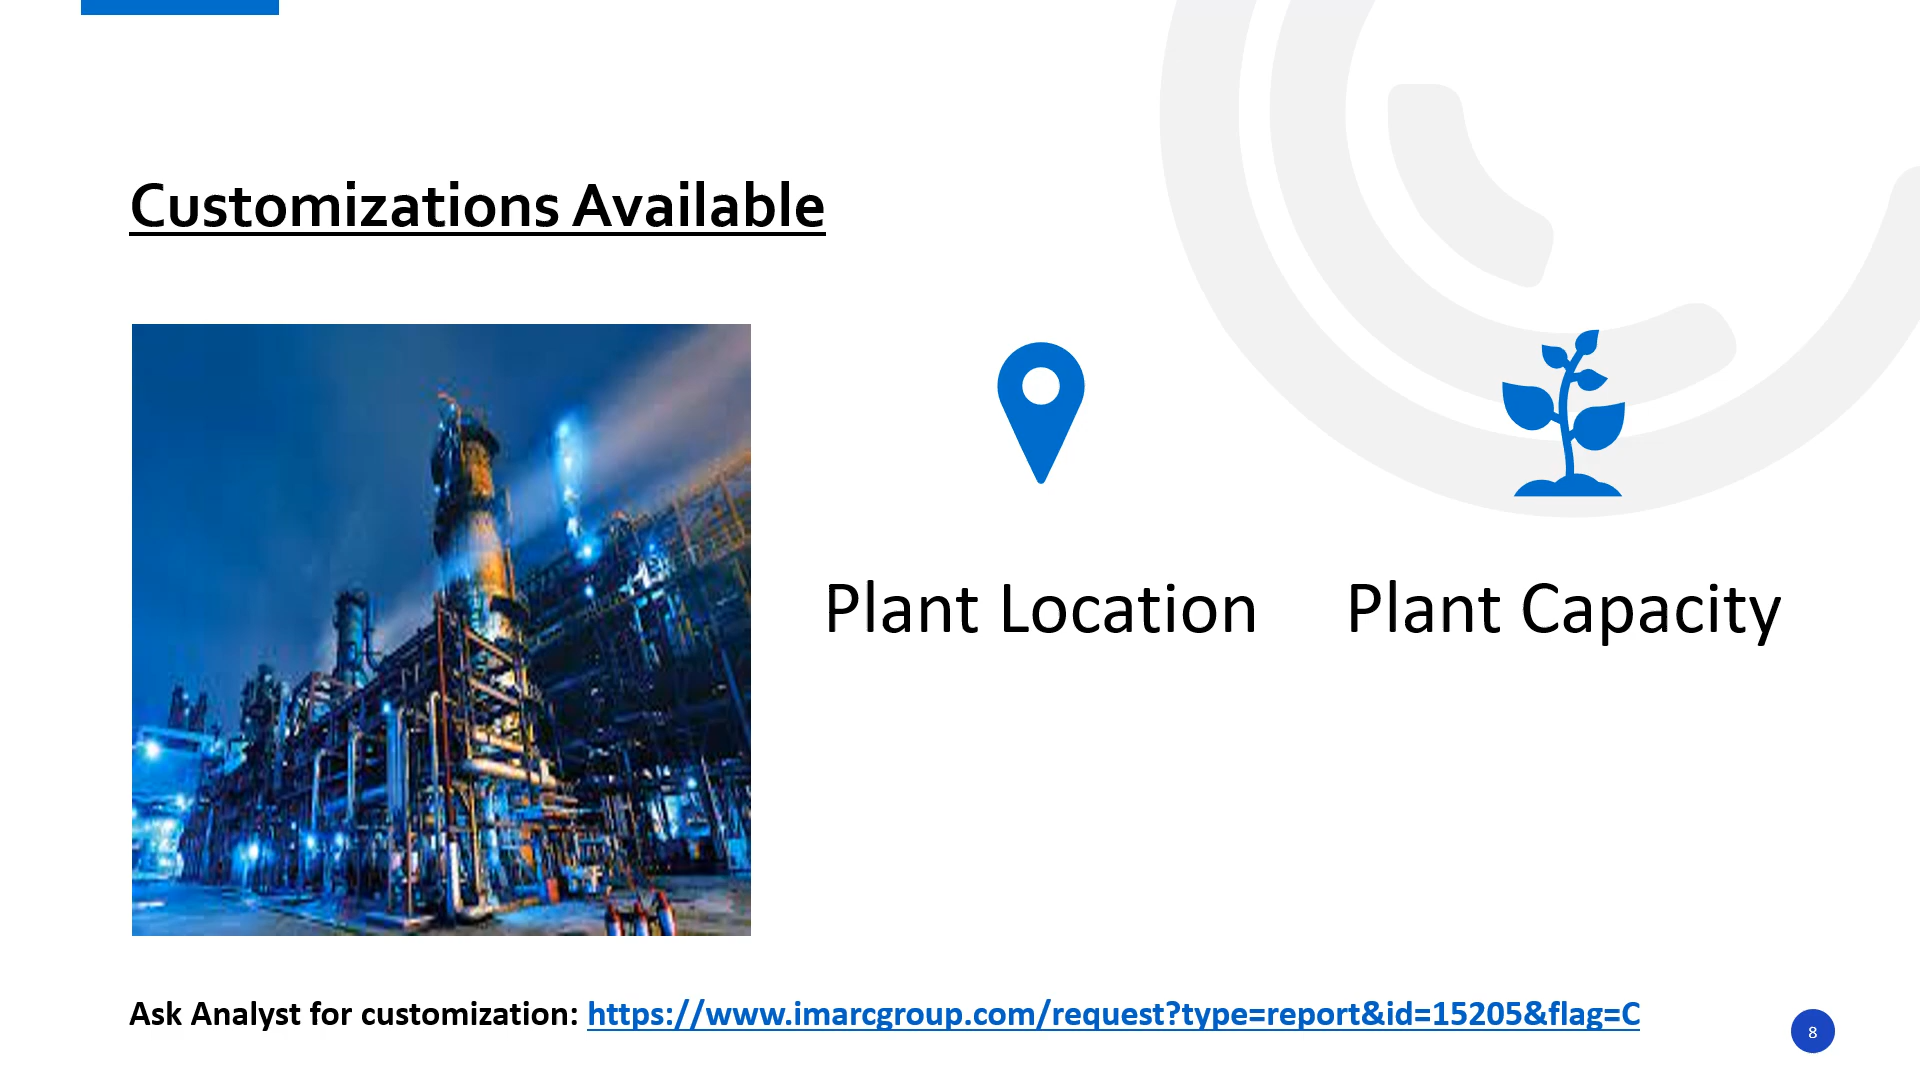 Customizations Available
Plant Location
Plant Capacity
Ask Analyst for customization: https://www.imarcgroup.com/request?type=report&id=15205&flag=C
8